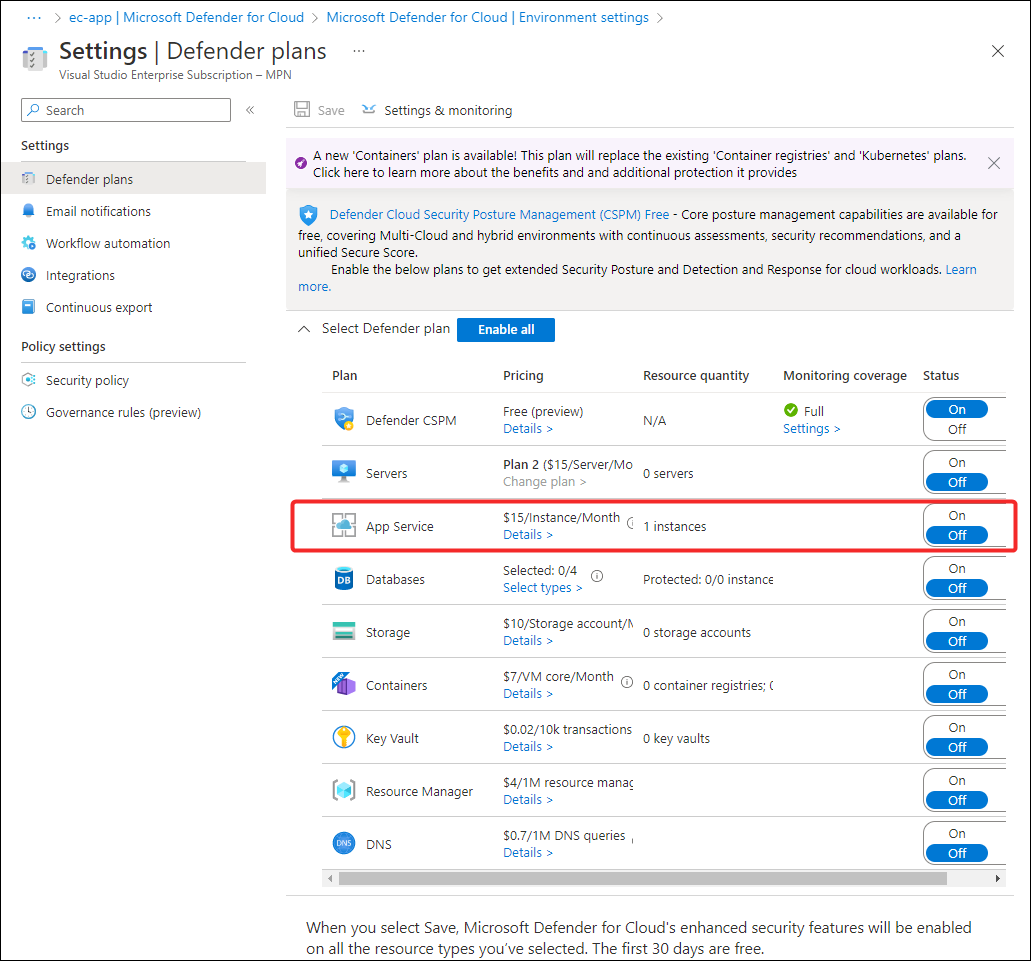 ··· > ec-app | Microsoft Defender for Cloud > Microsoft Defender for Cloud | Environment settings >
Settings | Defender plans ···
Visual Studio Enterprise Subscription – MPN
Search «
Settings
Defender plans
Email notifications
Workflow automation
Integrations
Continuous export
Policy settings
Security policy
Governance rules (preview)
Save Settings & monitoring
A new 'Containers' plan is available! This plan will replace the existing 'Container registries' and 'Kubernetes' plans.
Click here to learn more about the benefits and and additional protection it provides
Defender Cloud Security Posture Management (CSPM) Free - Core posture management capabilities are available for
free, covering Multi-Cloud and hybrid environments with continuous assessments, security recommendations, and a
unified Secure Score.
Enable the below plans to get extended Security Posture and Detection and Response for cloud workloads. Learn
more.
Select Defender plan Enable all
Plan Pricing Resource quantity Monitoring coverage Status
Defender CSPM Free (preview) N/A Full On
Details > Settings > Off
Servers Plan 2 ($15/Server/Mo 0 servers On
Change plan > Off
App Service $15/Instance/Month 1 instances On
Details > Off
DB Databases Selected: 0/4 Protected: 0/0 instance On
Select types > Off
Storage $10/Storage account/M 0 storage accounts On
Details > Off
NEW Containers $7/VM core/Month 0 container registries; 0 On
Details > Off
Key Vault $0.02/10k transactions 0 key vaults On
Details > Off
Resource Manager $4/1M resource manag On
Details > Off
DNS DNS $0.7/1M DNS queries On
Details > Off
When you select Save, Microsoft Defender for Cloud's enhanced security features will be enabled
on all the resource types you've selected. The first 30 days are free.